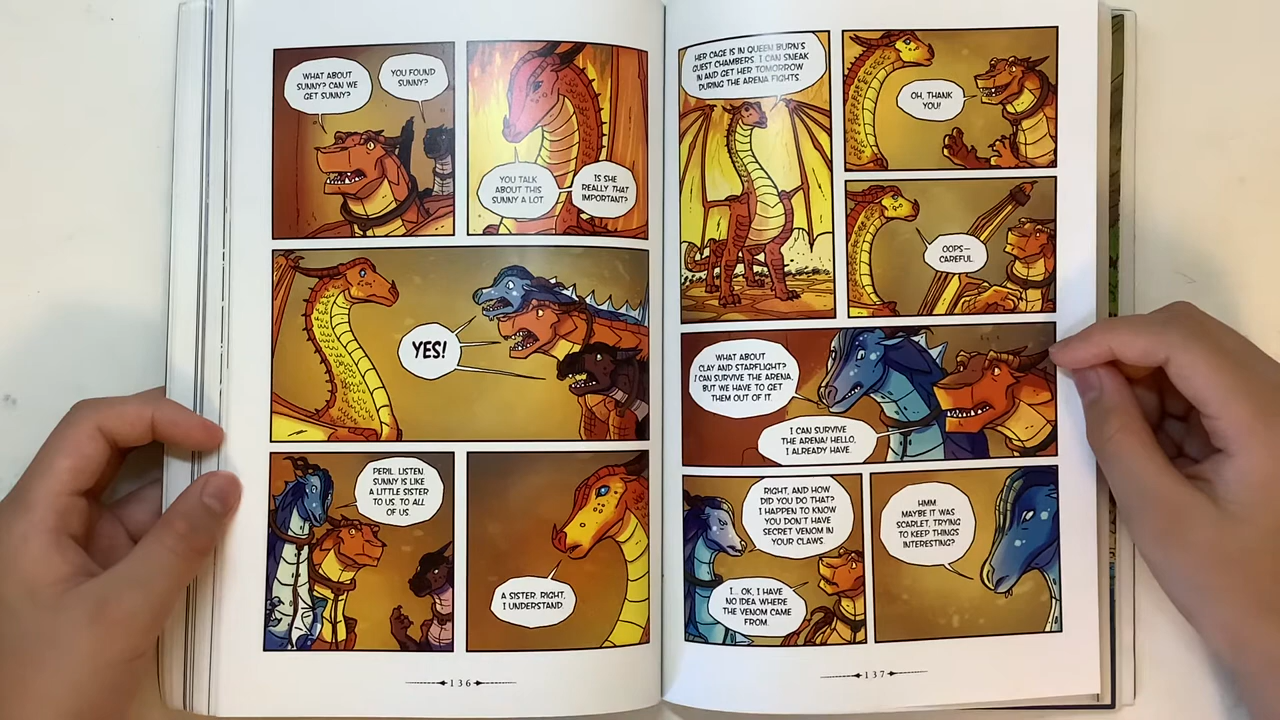 WHAT ABOUT
SUNNY? CAN WE
GET SUNNY?
YOU FOUND
SUNNY?
YOU TALK
ABOUT THIS
SUNNY A LOT.
IS SHE
REALLY THAT
IMPORTANT?
YES!
PERIL. LISTEN.
SUNNY IS LIKE
A LITTLE SISTER
TO US. TO ALL
OF US.
A SISTER. RIGHT,
I UNDERSTAND.
136
HER CAGE IS IN QUEEN BURN'S
GUEST CHAMBERS. I CAN SNEAK
IN AND GET HER TOMORROW
DURING THE ARENA FIGHTS.
OH, THANK
YOU!
OOPS—
CAREFUL.
WHAT ABOUT
CLAY AND STARFLIGHT?
I CAN SURVIVE THE ARENA,
BUT WE HAVE TO GET
THEM OUT OF IT.
I CAN SURVIVE
THE ARENA! HELLO,
I ALREADY HAVE.
RIGHT, AND HOW
DID YOU DO THAT?
I HAPPEN TO KNOW
YOU DON'T HAVE
SECRET VENOM IN
YOUR CLAWS.
I... OK, I HAVE
NO IDEA WHERE
THE VENOM CAME
FROM.
HMM.
MAYBE IT WAS
SCARLET, TRYING
TO KEEP THINGS
INTERESTING?
137